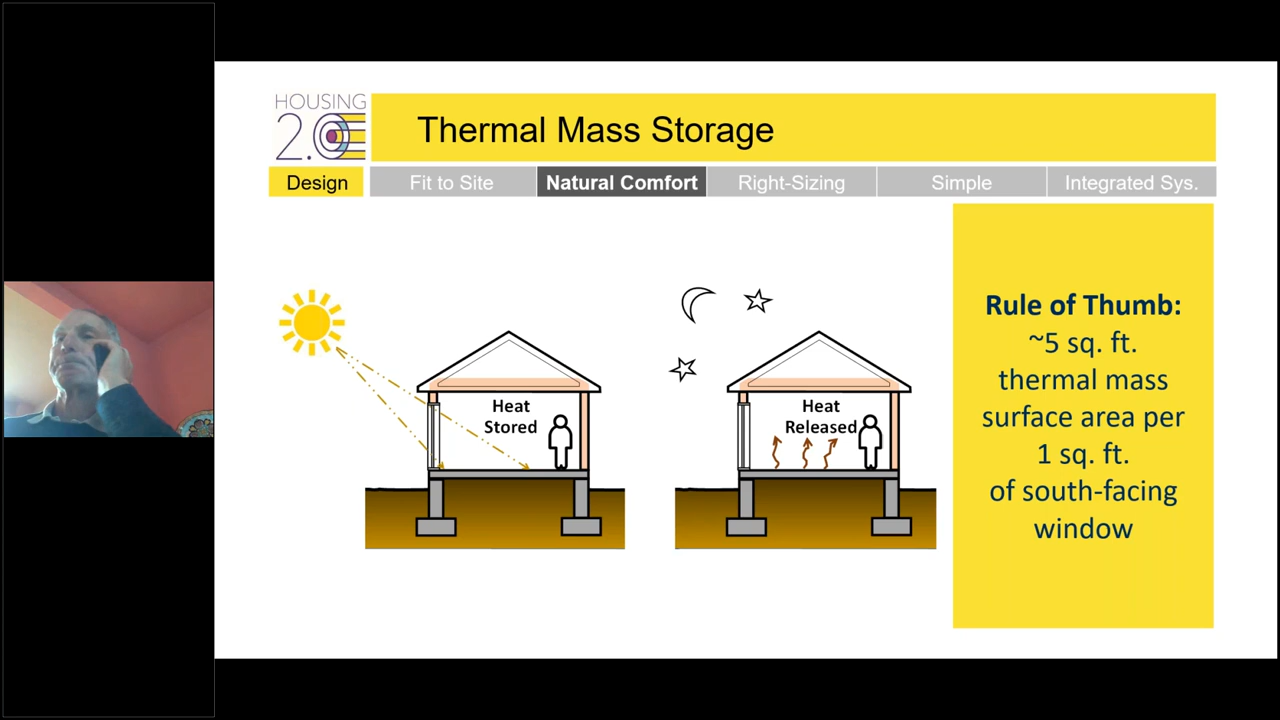 HOUSING
2.0
Thermal Mass Storage
Design
Fit to Site
Natural Comfort
Right-Sizing
Simple
Integrated Sys.
Heat
Stored
Heat
Released
Rule of Thumb:
~5 sq. ft.
thermal mass
surface area per
1 sq. ft.
of south-facing
window